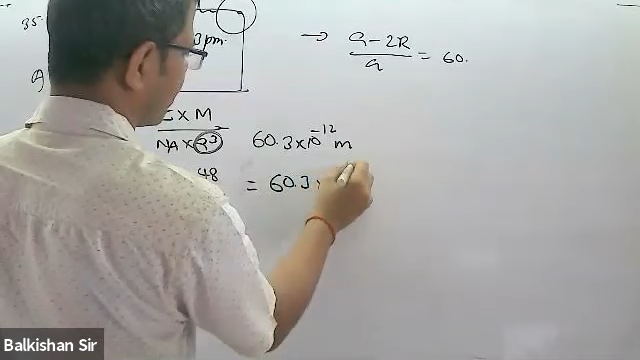 35.
3pm
→ a – 2R / a = 60.
A)
× M
NA × a³
60.3×10⁻¹² m
48
= 60.3
Balkishan Sir